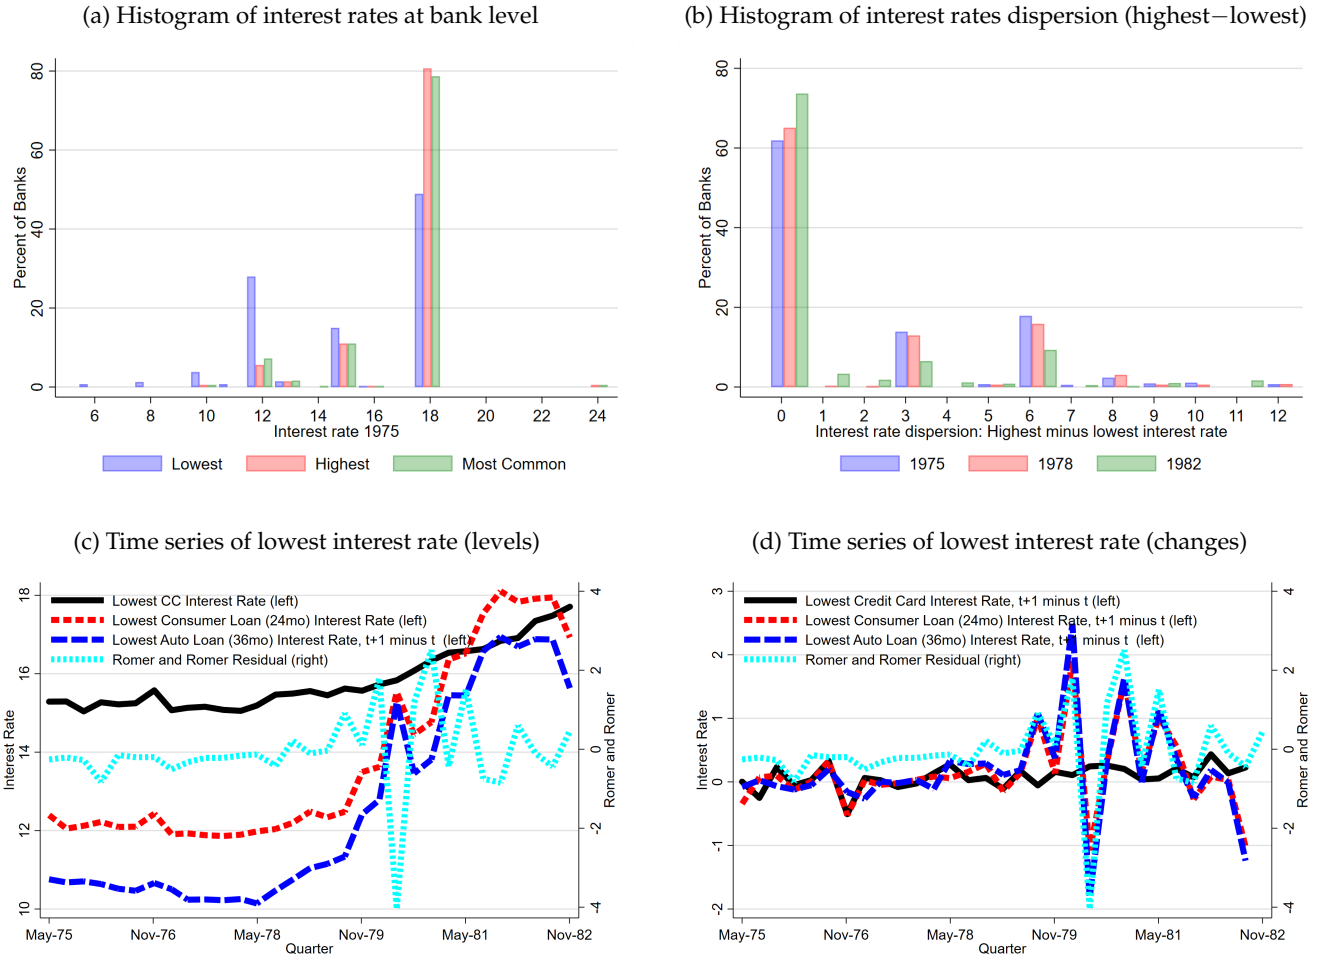 (a) Histogram of interest rates at bank level
Percent of Banks
80
60
40
20
0
6 8 10 12 14 16 18 20 22 24
Interest rate 1975
Lowest Highest Most Common
(b) Histogram of interest rates dispersion (highest−lowest)
Percent of Banks
80
60
40
20
0
0 1 2 3 4 5 6 7 8 9 10 11 12
Interest rate dispersion: Highest minus lowest interest rate
1975 1978 1982
(c) Time series of lowest interest rate (levels)
Interest Rate
18
16
14
12
10
Lowest CC Interest Rate (left)
Lowest Consumer Loan (24mo) Interest Rate (left)
Lowest Auto Loan (36mo) Interest Rate, t+1 minus t (left)
Romer and Romer Residual (right)
4
2
0
-2
-4
Romer and Romer
May-75 Nov-76 May-78 Nov-79 May-81 Nov-82
Quarter
(d) Time series of lowest interest rate (changes)
Interest Rate
3
2
1
0
-1
-2
Lowest Credit Card Interest Rate, t+1 minus t (left)
Lowest Consumer Loan (24mo) Interest Rate, t+1 minus t (left)
Lowest Auto Loan (36mo) Interest Rate, t+1 minus t (left)
Romer and Romer Residual (right)
4
2
0
-2
-4
Romer and Romer
May-75 Nov-76 May-78 Nov-79 May-81 Nov-82
Quarter